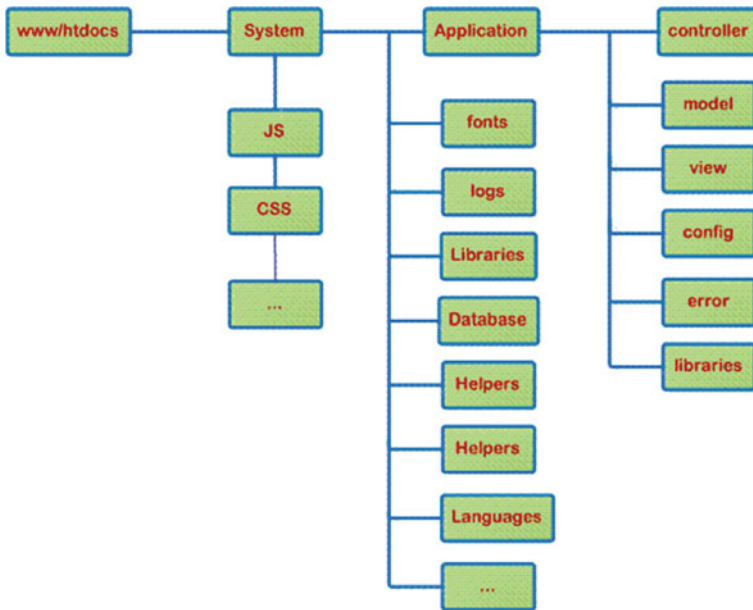 www/htdocs
System
Application
controller
JS
CSS
...
fonts
logs
Libraries
Database
Helpers
Helpers
Languages
...
model
view
config
error
libraries